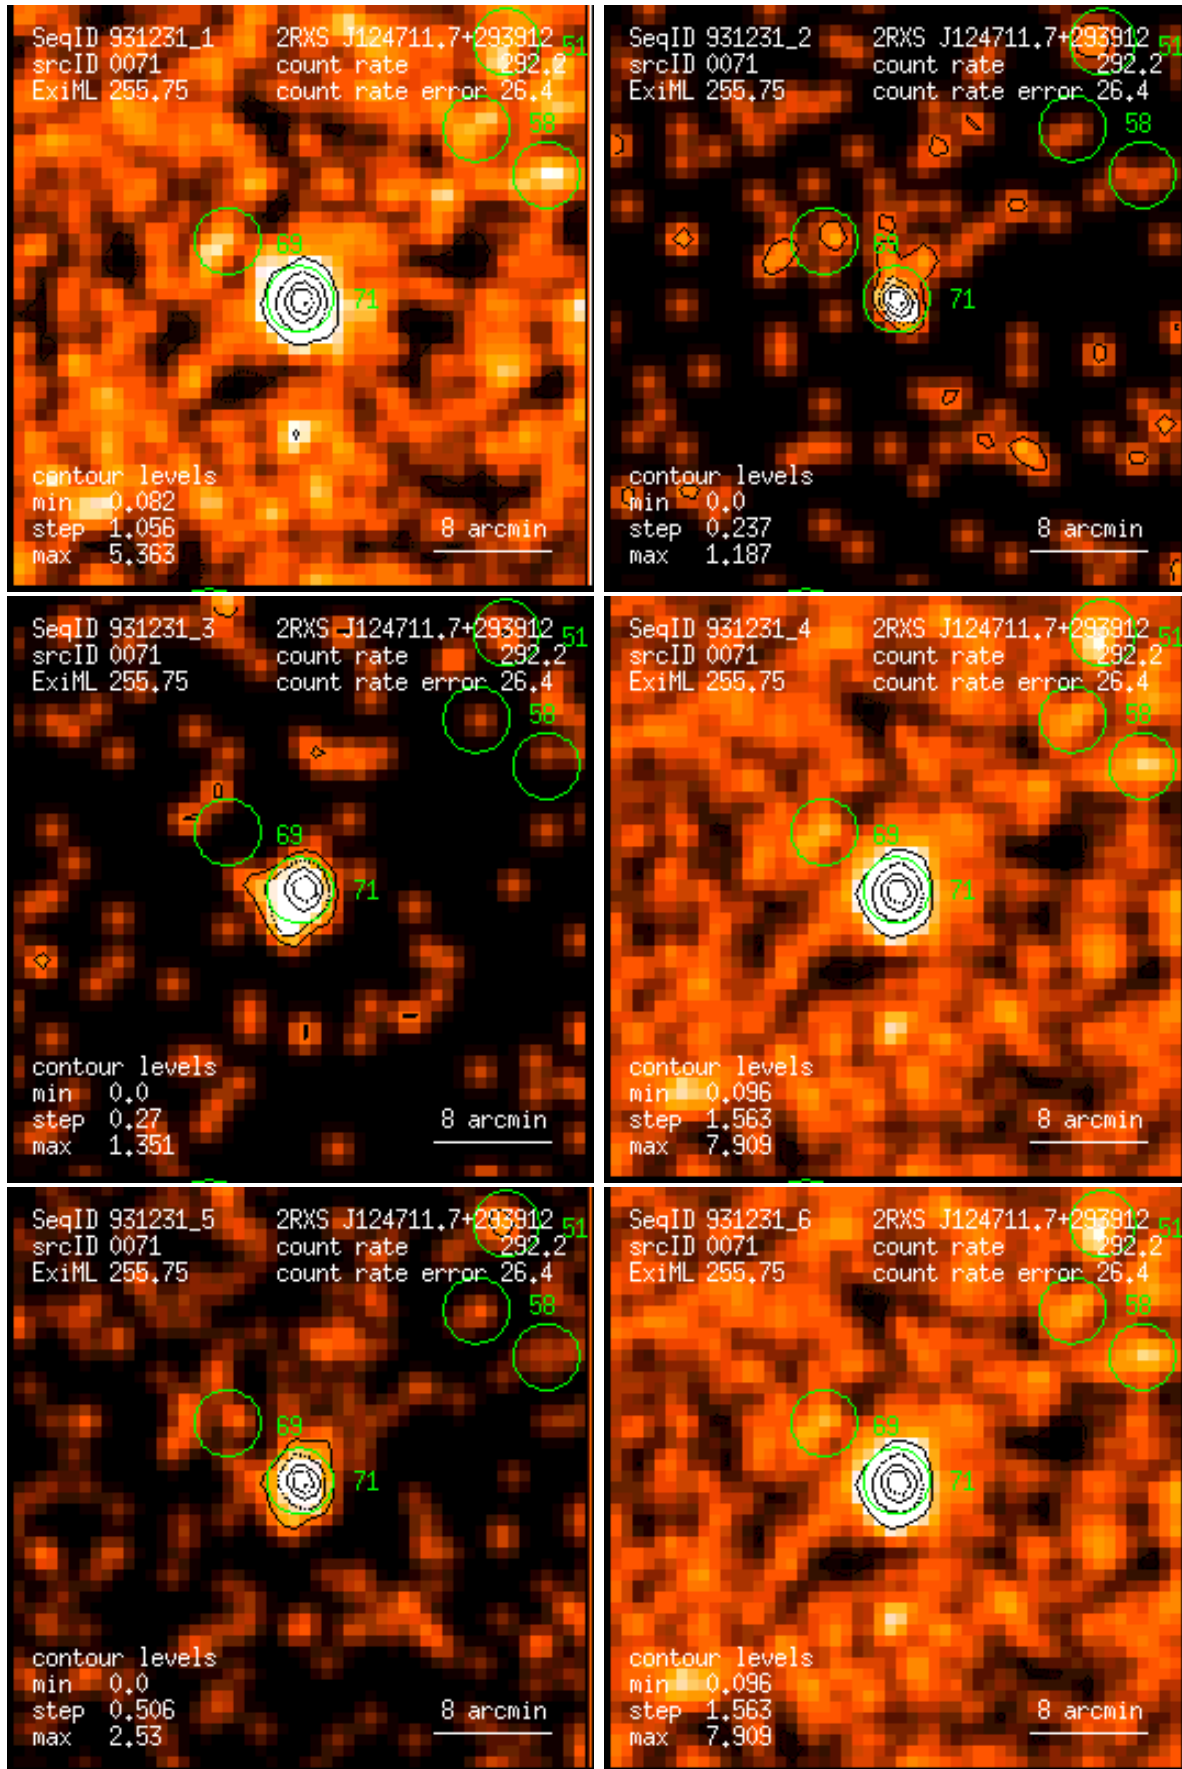 SeqID 931231_1 2RXS J124711.7+293912 51
srcID 0071 count rate 292.2
ExiML 255.75 count rate error 26.4
58
69
71
contour levels
min 0.082
step 1.056 8 arcmin
max 5.363
SeqID 931231_2 2RXS J124711.7+293912 51
srcID 0071 count rate 292.2
ExiML 255.75 count rate error 26.4
58
69
71
contour levels
min 0.0
step 0.237 8 arcmin
max 1.187
SeqID 931231_3 2RXS J124711.7+293912 51
srcID 0071 count rate 292.2
ExiML 255.75 count rate error 26.4
58
69
71
contour levels
min 0.0
step 0.27 8 arcmin
max 1.351
SeqID 931231_4 2RXS J124711.7+293912 51
srcID 0071 count rate 292.2
ExiML 255.75 count rate error 26.4
58
69
71
contour levels
min 0.096
step 1.563 8 arcmin
max 7.909
SeqID 931231_5 2RXS J124711.7+293912 51
srcID 0071 count rate 292.2
ExiML 255.75 count rate error 26.4
58
69
71
contour levels
min 0.0
step 0.506 8 arcmin
max 2.53
SeqID 931231_6 2RXS J124711.7+293912 51
srcID 0071 count rate 292.2
ExiML 255.75 count rate error 26.4
58
69
71
contour levels
min 0.096
step 1.563 8 arcmin
max 7.909